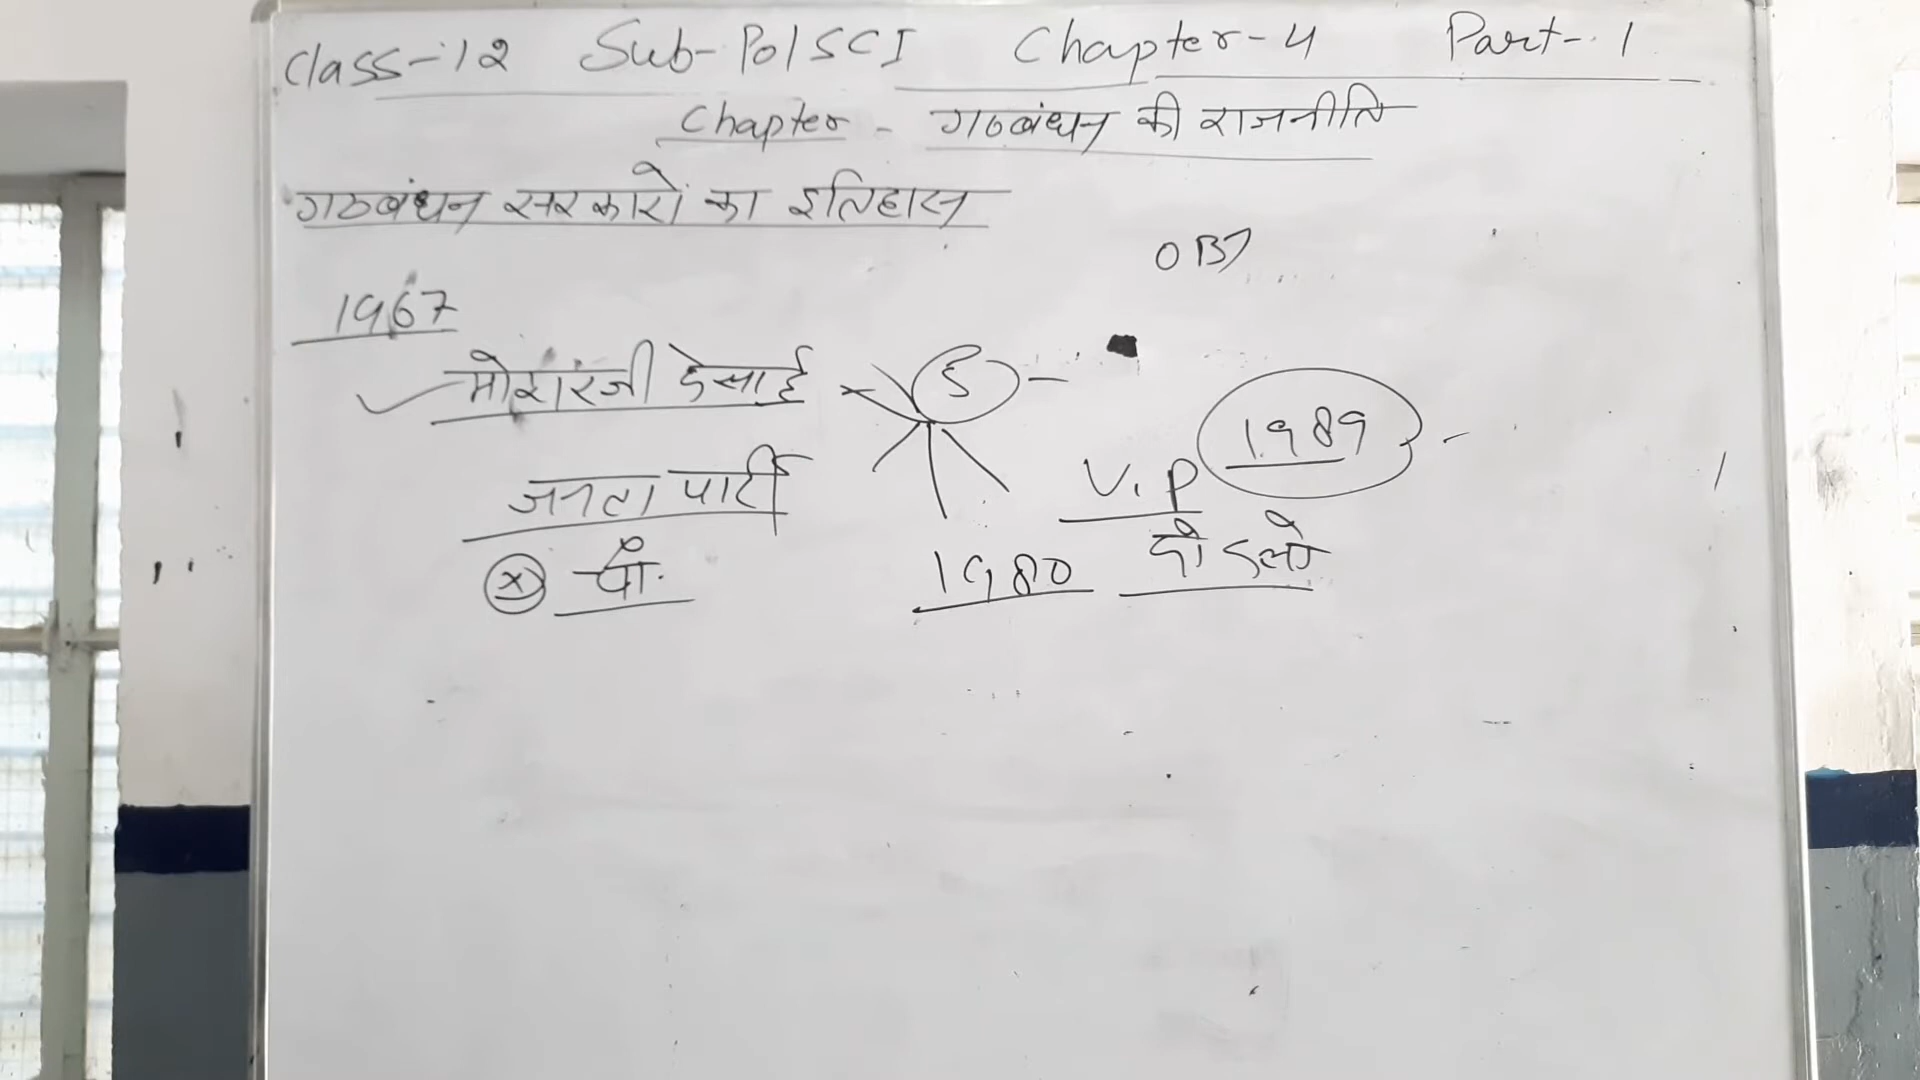 Class-12 Sub-Pol SCI Chapter-4 Part-1
Chapter - गठबंधन की राजनीति
गठबंधन सरकारों का इतिहास
OBJ
1967
मोरारजी देसाई 5
1989
जनता पार्टी V.P
1980 दो दलों